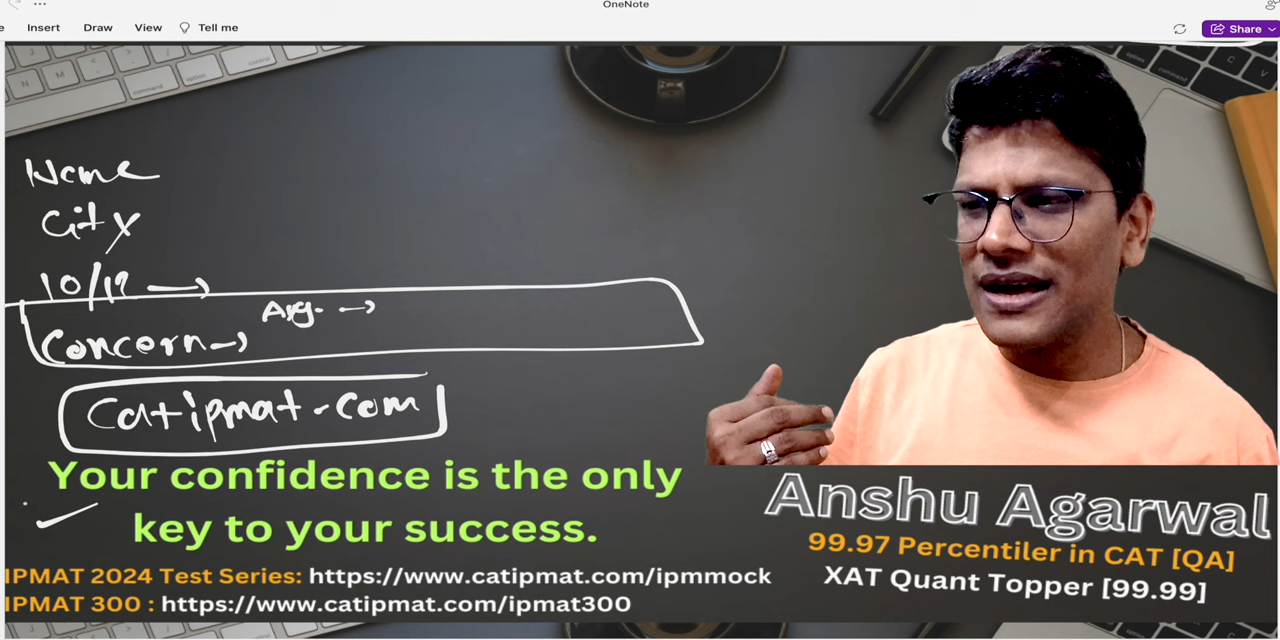 OneNote
Insert Draw View Tell me Share
Name
City
10/12 →
Avg. →
Concern →
Catipmat.com
Your confidence is the only
key to your success.
Anshu Agarwal
99.97 Percentiler in CAT [QA]
XAT Quant Topper [99.99]
IPMAT 2024 Test Series: https://www.catipmat.com/ipmmock
IPMAT 300 : https://www.catipmat.com/ipmat300